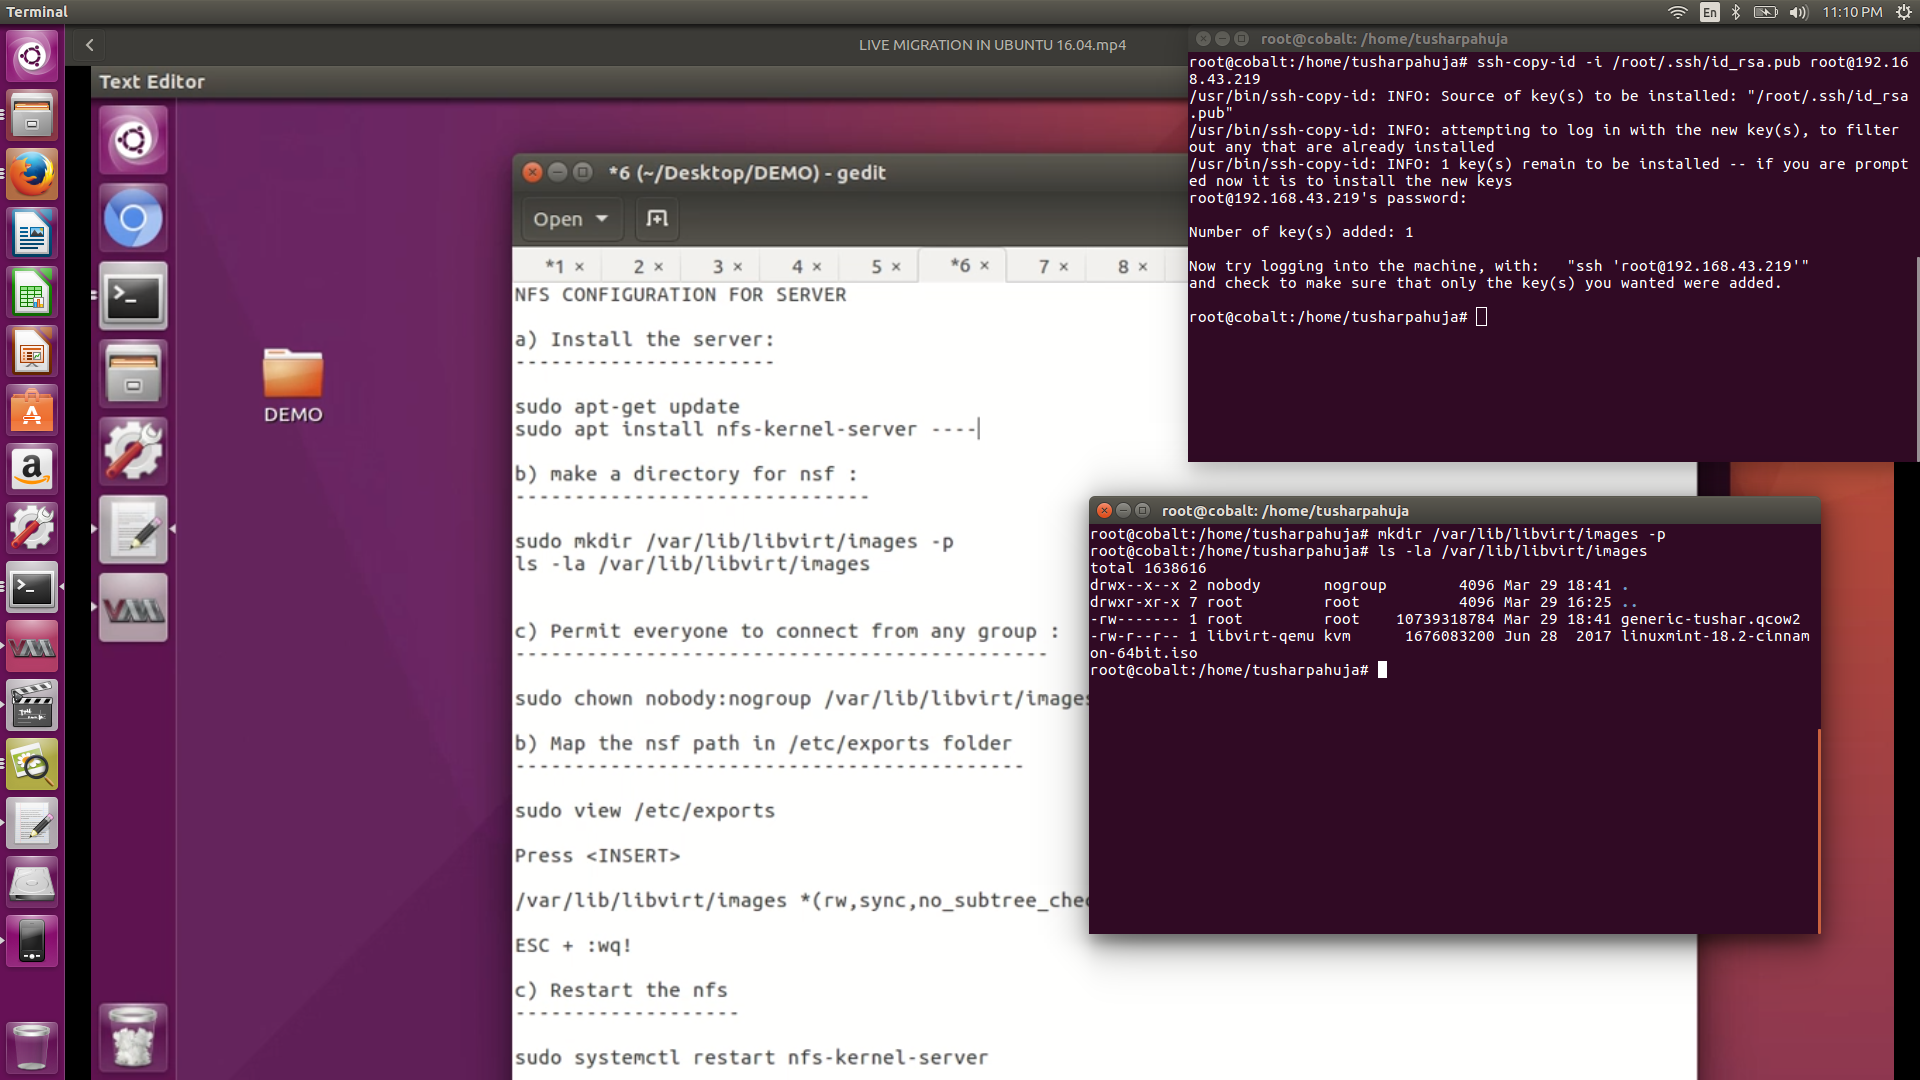 Terminal
En
11:10 PM
LIVE MIGRATION IN UBUNTU 16.04.mp4
Text Editor
DEMO
*6 (~/Desktop/DEMO) - gedit
Open
*1 × 2 × 3 × 4 × 5 × *6 × 7 × 8 ×
NFS CONFIGURATION FOR SERVER
a) Install the server:
----------------------
sudo apt-get update
sudo apt install nfs-kernel-server ----
b) make a directory for nsf :
------------------------------
sudo mkdir /var/lib/libvirt/images -p
ls -la /var/lib/libvirt/images
c) Permit everyone to connect from any group :
---------------------------------------------
sudo chown nobody:nogroup /var/lib/libvirt/images
b) Map the nsf path in /etc/exports folder
-------------------------------------------
sudo view /etc/exports
Press <INSERT>
/var/lib/libvirt/images *(rw,sync,no_subtree_chec
ESC + :wq!
c) Restart the nfs
-------------------
sudo systemctl restart nfs-kernel-server
root@cobalt: /home/tusharpahuja
root@cobalt:/home/tusharpahuja# ssh-copy-id -i /root/.ssh/id_rsa.pub root@192.16
8.43.219
/usr/bin/ssh-copy-id: INFO: Source of key(s) to be installed: "/root/.ssh/id_rsa
.pub"
/usr/bin/ssh-copy-id: INFO: attempting to log in with the new key(s), to filter
out any that are already installed
/usr/bin/ssh-copy-id: INFO: 1 key(s) remain to be installed -- if you are prompt
ed now it is to install the new keys
root@192.168.43.219's password:
Number of key(s) added: 1
Now try logging into the machine, with:   "ssh 'root@192.168.43.219'"
and check to make sure that only the key(s) you wanted were added.
root@cobalt:/home/tusharpahuja#
root@cobalt: /home/tusharpahuja
root@cobalt:/home/tusharpahuja# mkdir /var/lib/libvirt/images -p
root@cobalt:/home/tusharpahuja# ls -la /var/lib/libvirt/images
total 1638616
drwx--x--x 2 nobody       nogroup        4096 Mar 29 18:41 .
drwxr-xr-x 7 root         root           4096 Mar 29 16:25 ..
-rw------- 1 root         root    10739318784 Mar 29 18:41 generic-tushar.qcow2
-rw-r--r-- 1 libvirt-qemu kvm      1676083200 Jun 28  2017 linuxmint-18.2-cinnam
on-64bit.iso
root@cobalt:/home/tusharpahuja#